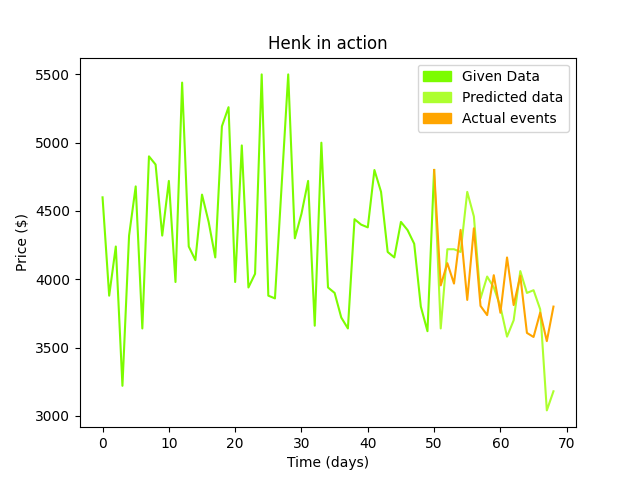 Henk in action
Given Data
Predicted data
Actual events
5500
5000
4500
4000
3500
3000
Price ($)
0 10 20 30 40 50 60 70
Time (days)